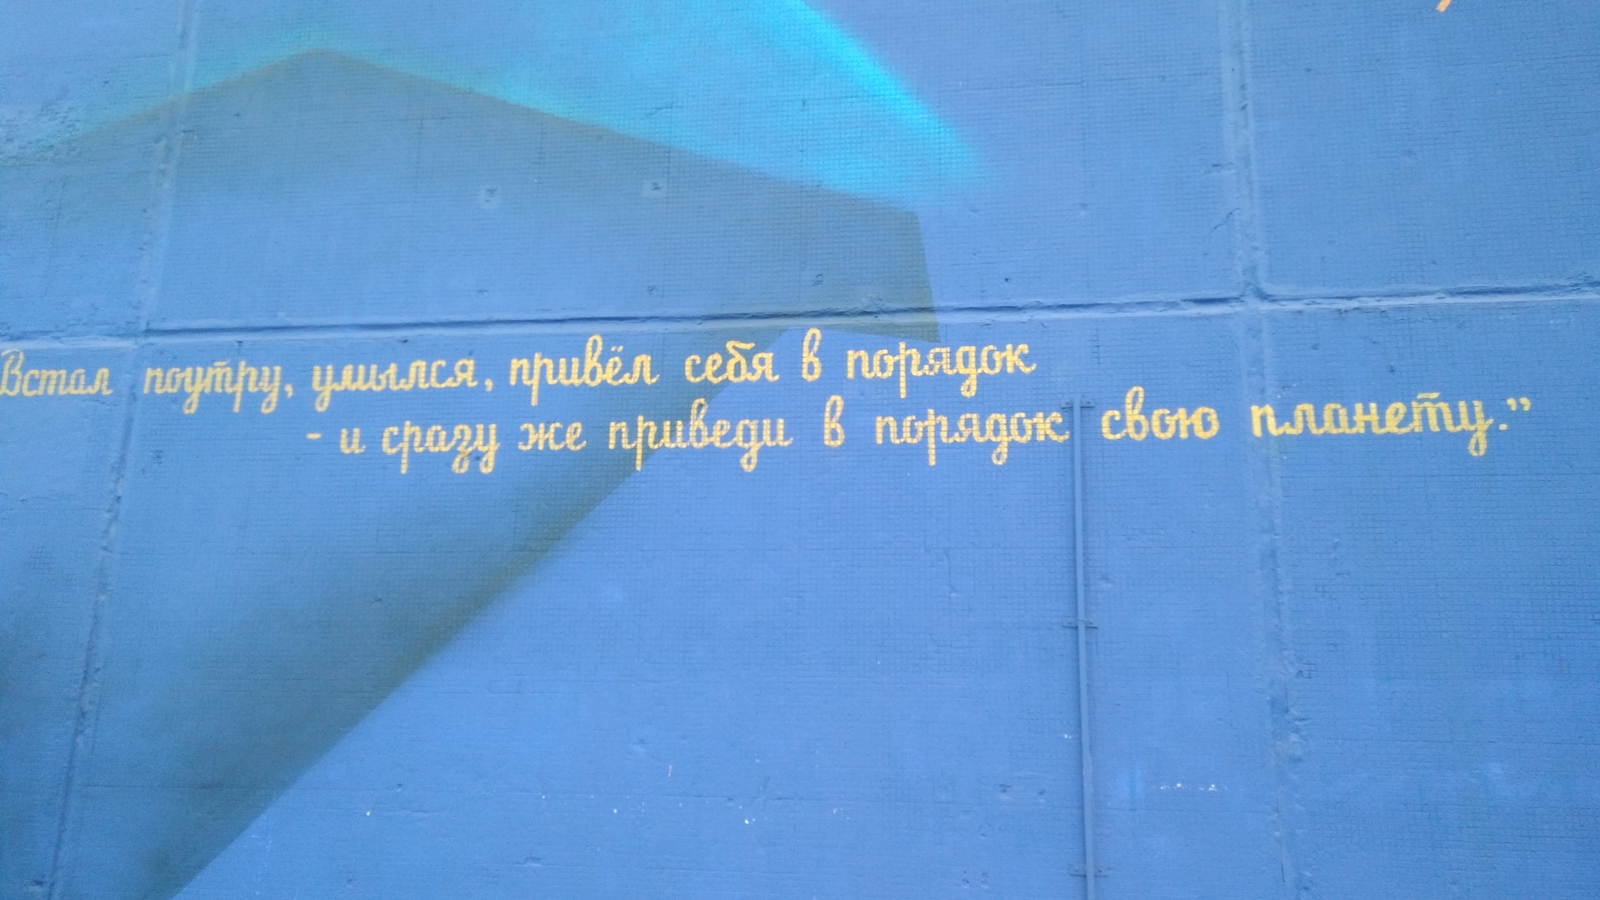 Встал поутру, умылся, привёл себя в порядок
- и сразу же приведи в порядок свою планету.”